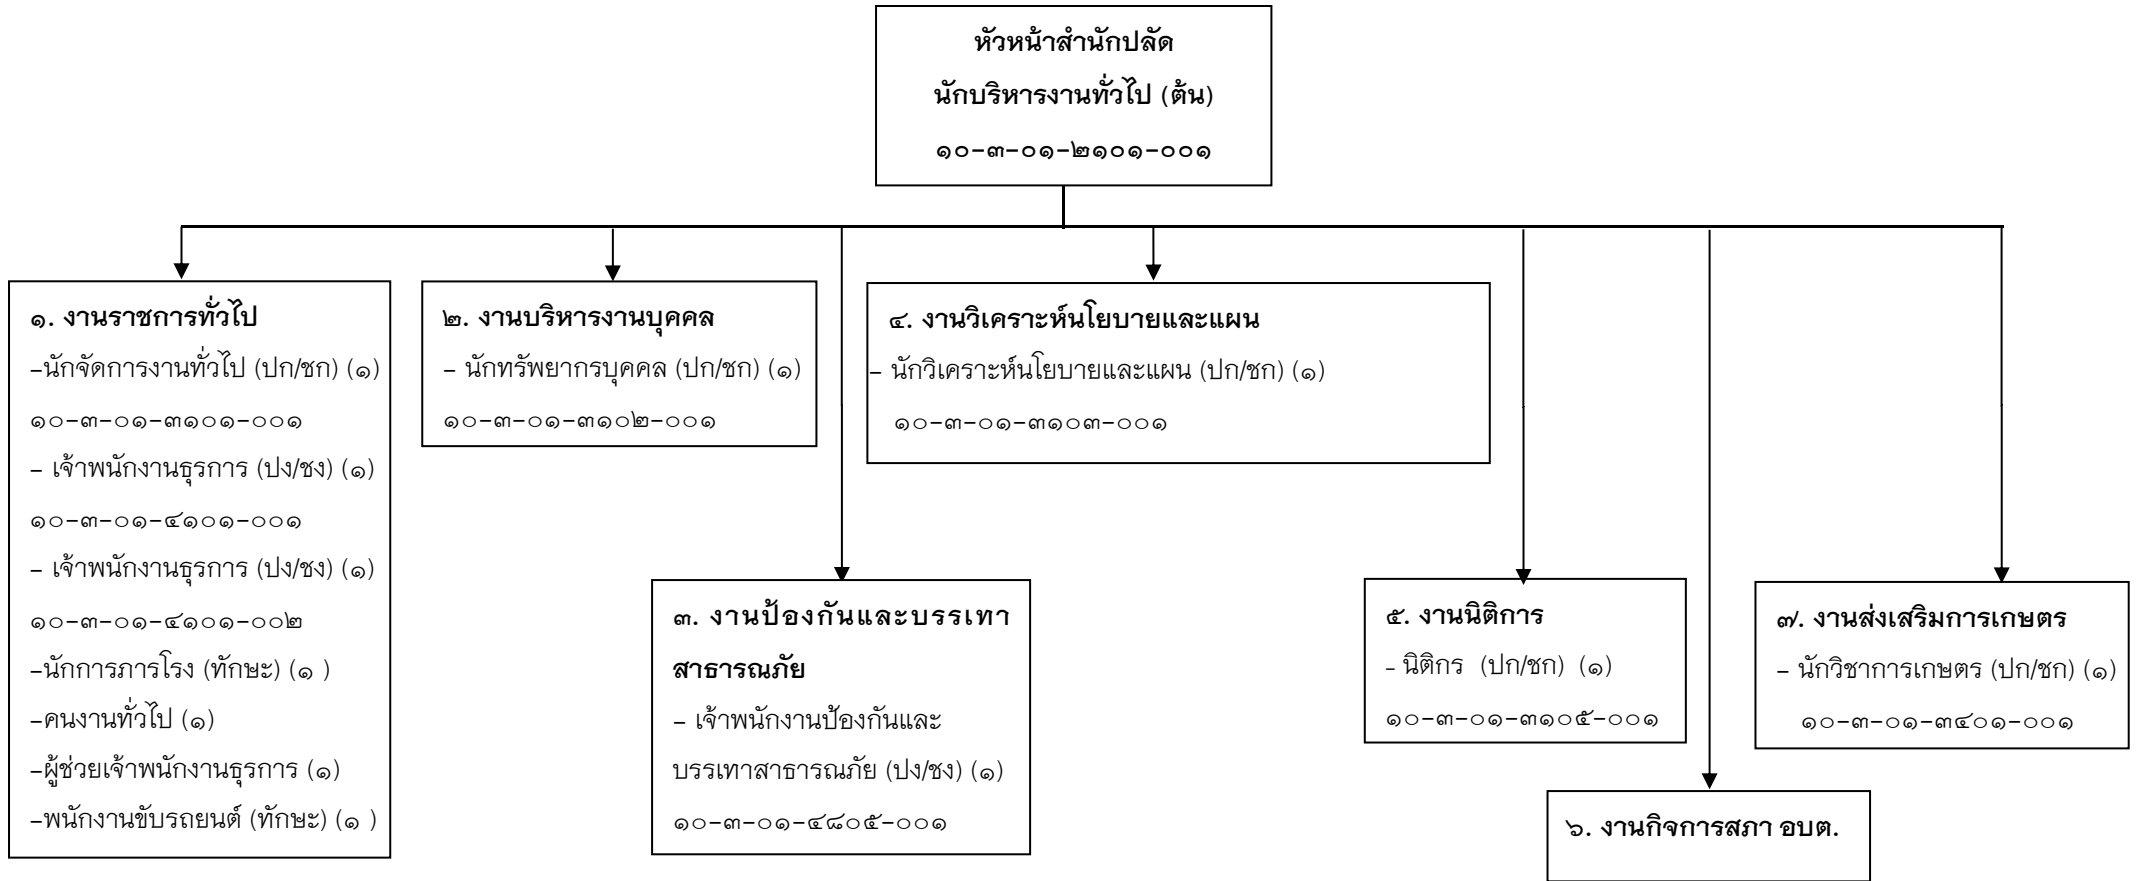 หัวหน้าสำนักปลัด
นักบริหารงานทั่วไป (ต้น)
๑๐-๓-๐๑-๒๑๐๑-๐๐๑
๑. งานราชการทั่วไป
-นักจัดการงานทั่วไป (ปก/ชก) (๑)
๑๐-๓-๐๑-๓๑๐๑-๐๐๑
- เจ้าพนักงานธุรการ (ปง/ชง) (๑)
๑๐-๓-๐๑-๔๑๐๑-๐๐๑
- เจ้าพนักงานธุรการ (ปง/ชง) (๑)
๑๐-๓-๐๑-๔๑๐๑-๐๐๒
-นักการภารโรง (ทักษะ) (๑ )
-คนงานทั่วไป (๑)
-ผู้ช่วยเจ้าพนักงานธุรการ (๑)
-พนักงานขับรถยนต์ (ทักษะ) (๑ )
๒. งานบริหารงานบุคคล
- นักทรัพยากรบุคคล (ปก/ชก) (๑)
๑๐-๓-๐๑-๓๑๐๒-๐๐๑
๓. งานป้องกันและบรรเทา
สาธารณภัย
- เจ้าพนักงานป้องกันและ
บรรเทาสาธารณภัย (ปง/ชง) (๑)
๑๐-๓-๐๑-๔๘๐๕-๐๐๑
๔. งานวิเคราะห์นโยบายและแผน
- นักวิเคราะห์นโยบายและแผน (ปก/ชก) (๑)
๑๐-๓-๐๑-๓๑๐๓-๐๐๑
๕. งานนิติการ
- นิติกร (ปก/ชก) (๑)
๑๐-๓-๐๑-๓๑๐๕-๐๐๑
๖. งานกิจการสภา อบต.
๗. งานส่งเสริมการเกษตร
- นักวิชาการเกษตร (ปก/ชก) (๑)
๑๐-๓-๐๑-๓๔๐๑-๐๐๑